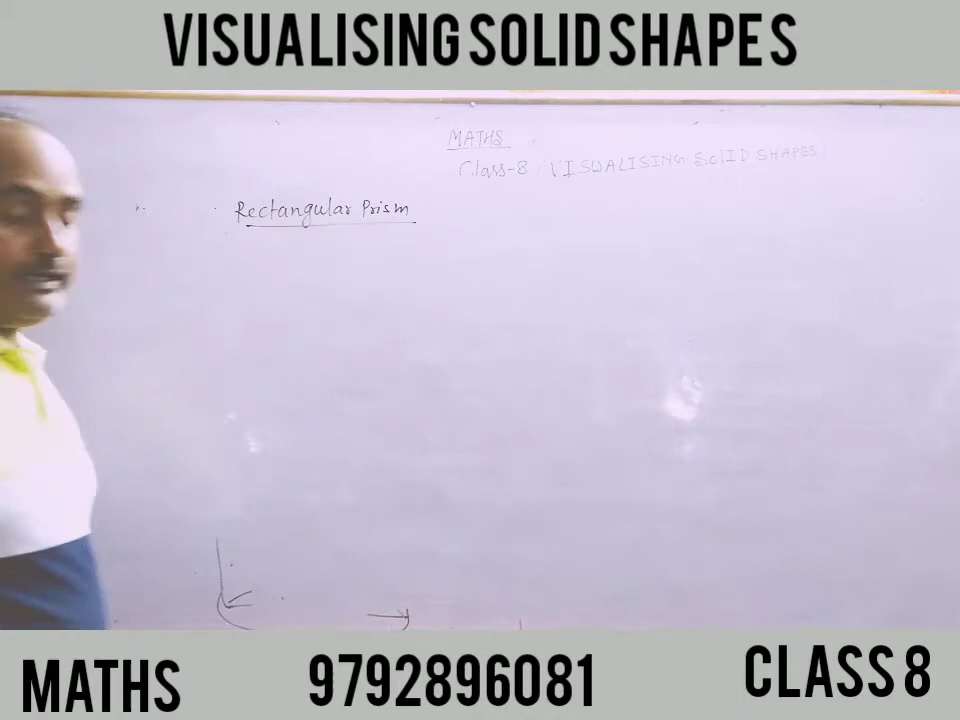 VISUALISING SOLID SHAPES
MATHS
Class-8 VISUALISING SOLID SHAPES
Rectangular Prism
MATHS
9792896081
CLASS 8